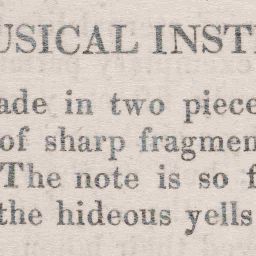 USICAL INST
ade in two piece
of sharp fragmen
The note is so f
the hideous yells